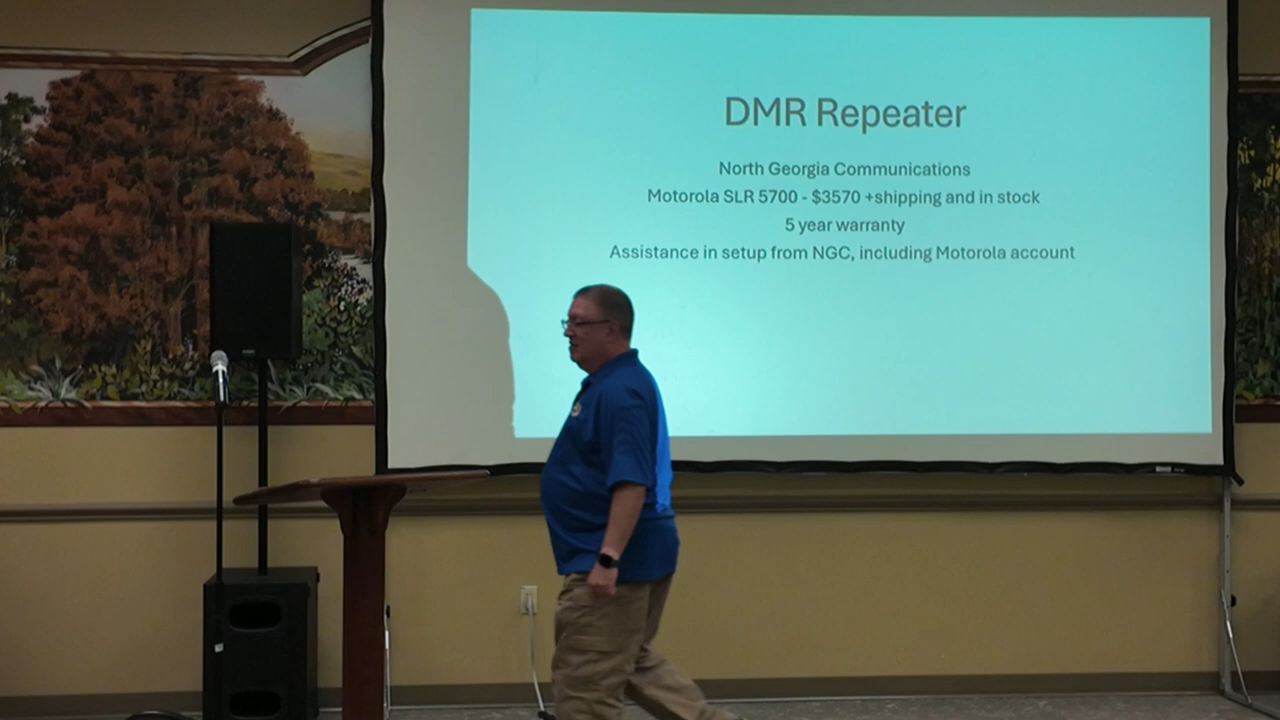 DMR Repeater
North Georgia Communications
Motorola SLR 5700 - $3570 +shipping and in stock
5 year warranty
Assistance in setup from NGC, including Motorola account